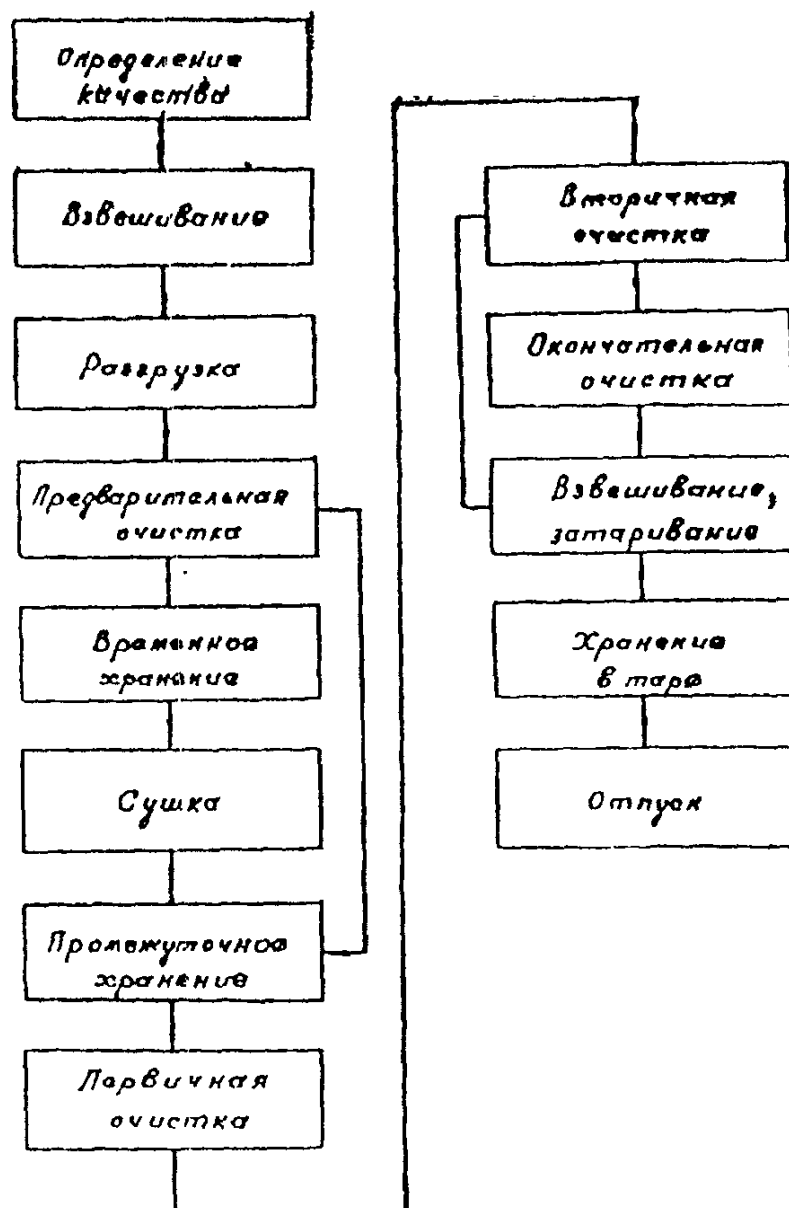 Определение
качества
Взвешивание
Разгрузка
Предварительная
очистка
Временное
хранение
Сушка
Промежуточное
хранение
Первичная
очистка
Вторичная
очистка
Окончательная
очистка
Взвешивание,
затаривание
Хранение
в таре
Отпуск